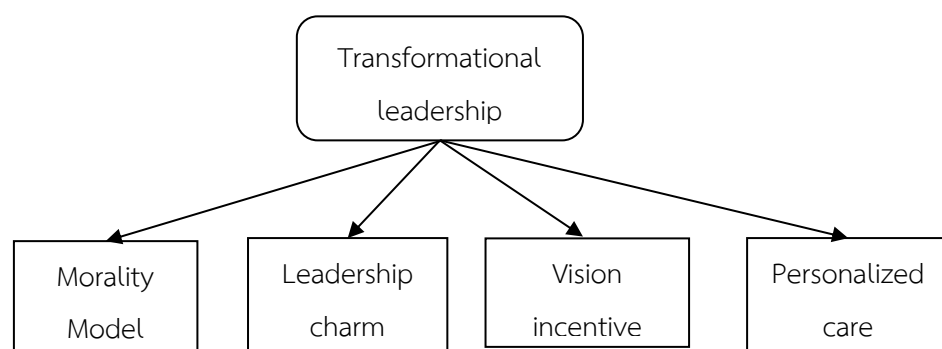 Transformational
leadership
Morality
Model
Leadership
charm
Vision
incentive
Personalized
care